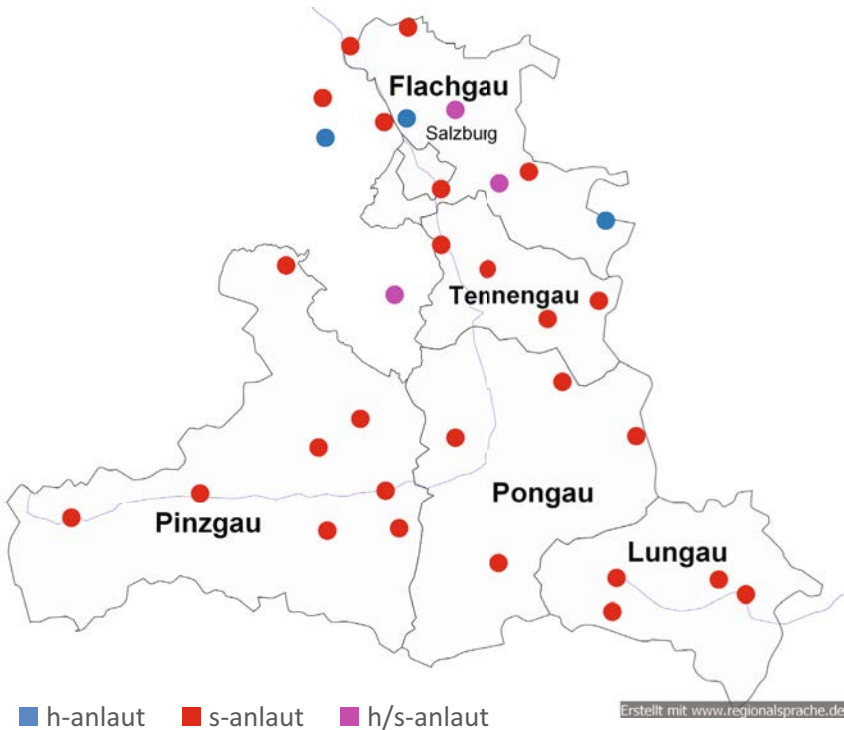 Flachgau
Salzburg
Tennengau
Pongau
Pinzgau
Lungau
h-anlaut s-anlaut h/s-anlaut
Erstellt mit www.regionalsprache.de